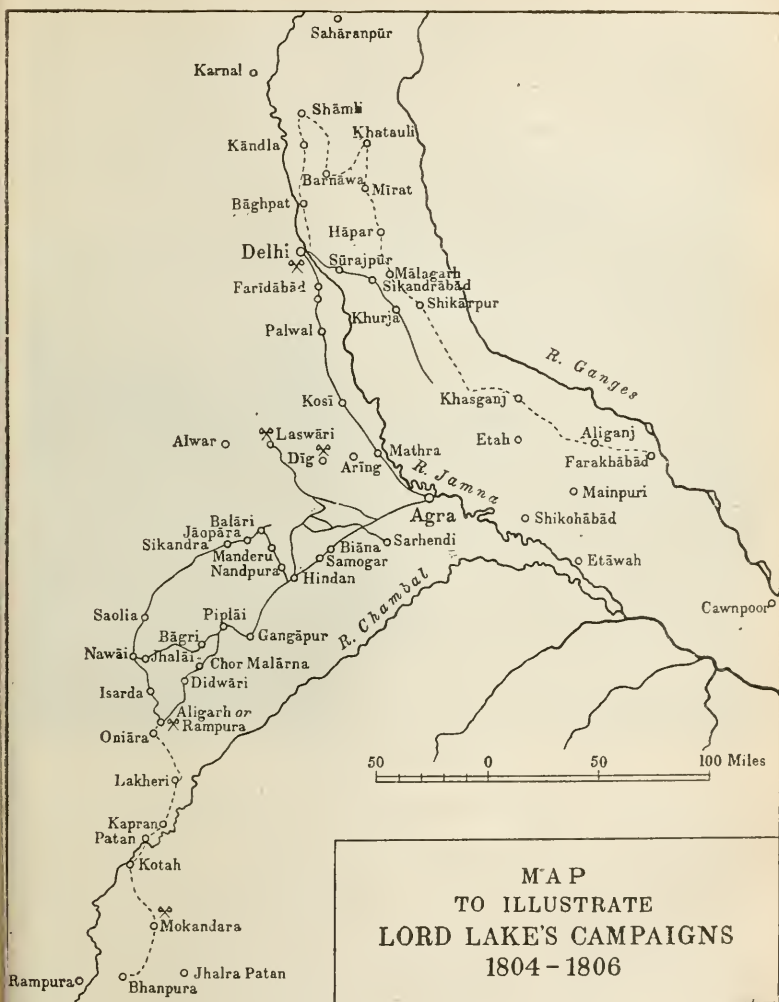 Sahāranpūr
Karnal
Shāmli
Kāndla
Khatauli
Barnāwa
Mīrat
Bāghpat
Hāpar
Delhi
Sūrajpūr
Mālagarh
Sikandrābād
Farīdābād
Shikārpur
Khurja
Palwal
R. Ganges
Kosī
Khasganj
Alwar
Laswāri
Dīg
Arīng
Mathra
Etah
Aliganj
Farakhābād
R. Jamna
Mainpuri
Agra
Shikohābād
Balāri
Jāopāra
Sikandra
Manderu
Nandpura
Biāna
Samogar
Sarhendi
Hindan
Etāwah
Cawnpoor
R. Chambal
Saolia
Piplāi
Bāgri
Gangāpur
Nawāi
Jhalāi
Chor Malārna
Didwāri
Isarda
Aligarh or
Rampura
Oniāra
50 0 50 100 Miles
Lakheri
Kapran
Patan
Kotah
Mokandara
Rampura
Bhanpura
Jhalra Patan
MAP
TO ILLUSTRATE
LORD LAKE'S CAMPAIGNS
1804–1806